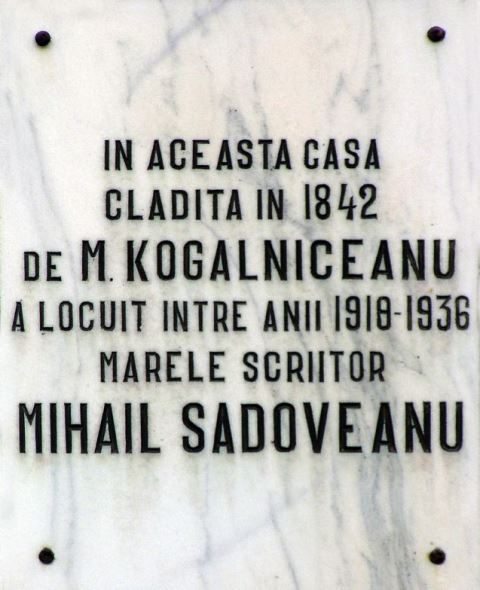 IN ACEASTA CASA
CLADITA IN 1842
DE M. KOGALNICEANU
A LOCUIT INTRE ANII 1918-1936
MARELE SCRIITOR
MIHAIL SADOVEANU